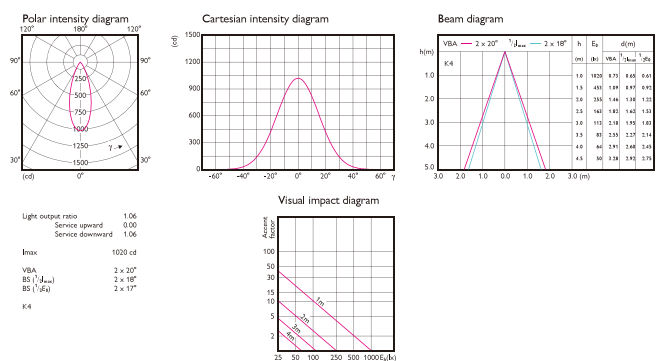 Polar intensity diagram
120° 180° 120°
90° 90°
250
60° 500 60°
750
1000
1250 γ
30° 1500 30°
(cd) 0°
Cartesian intensity diagram
(cd)
1500
1200
900
600
300
0
-60° -40° -20° 0° 20° 40° 60° γ
Beam diagram
h(m)
VBA 2 x 20° 1/2Imax 2 x 18°
K4
1.0
2.0
3.0
4.0
5.0
3.0 2.0 1.0 0.0 1.0 2.0 3.0 (m)
h E0 d(m)
(m) (lx) VBA 1/2Imax 1/2E0
1.0 1020 0.73 0.65 0.61
1.5 453 1.09 0.97 0.92
2.0 255 1.46 1.30 1.22
2.5 163 1.82 1.62 1.53
3.0 113 2.18 1.95 1.83
3.5 83 2.55 2.27 2.14
4.0 64 2.91 2.60 2.45
4.5 50 3.28 2.92 2.75
Light output ratio 1.06
Service upward 0.00
Service downward 1.06
Imax 1020 cd
VBA 2 x 20°
BS (1/2Imax) 2 x 18°
BS (1/2E0) 2 x 17°
K4
Visual impact diagram
Accent factor
100
50
30
15
10
5
2
1m
2m
3m
4m
25 50 100 250 500 1000 E0(lx)